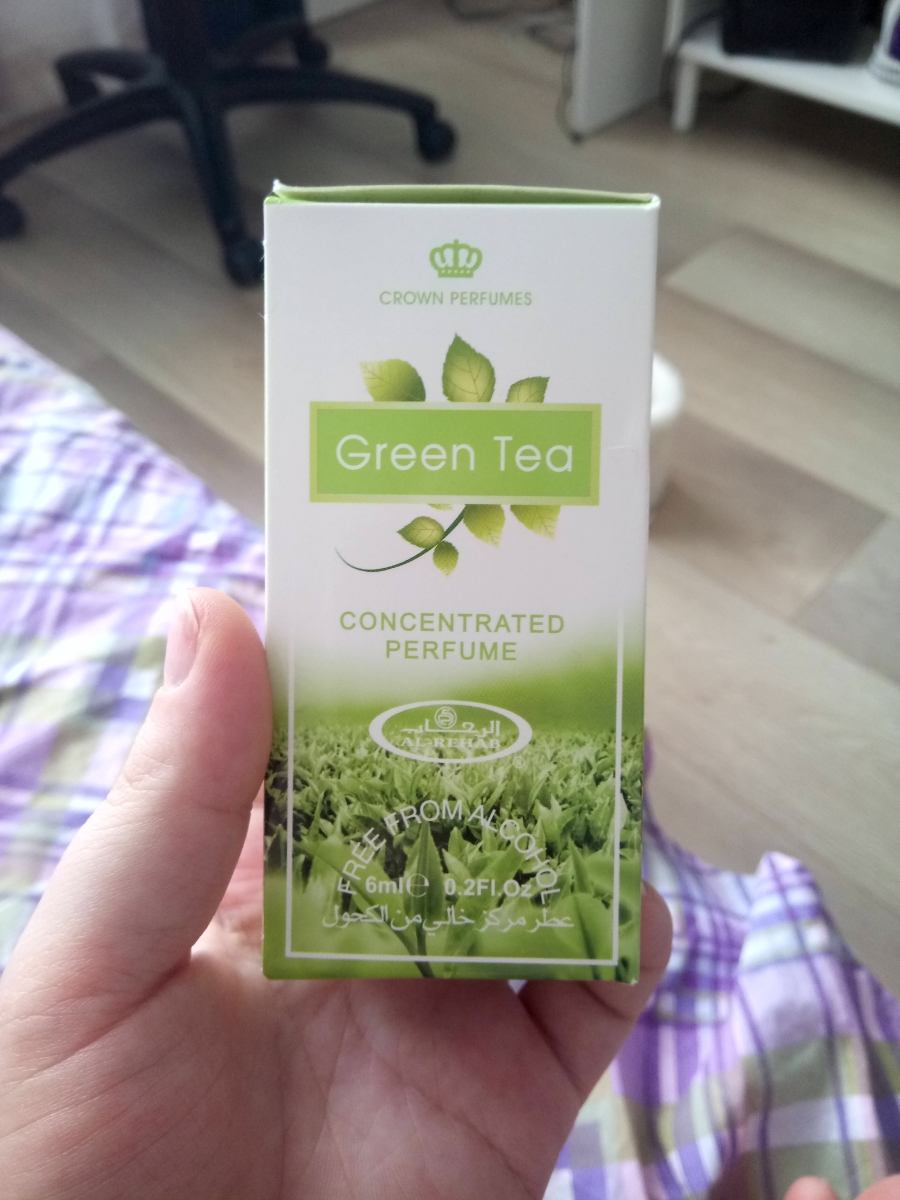 CROWN PERFUMES
Green Tea
CONCENTRATED
PERFUME
الرحاب
AL-REHAB
®
FREE FROM ALCOHOL
6ml℮ 0.2Fl.Oz
عطر مركز خالي من الكحول